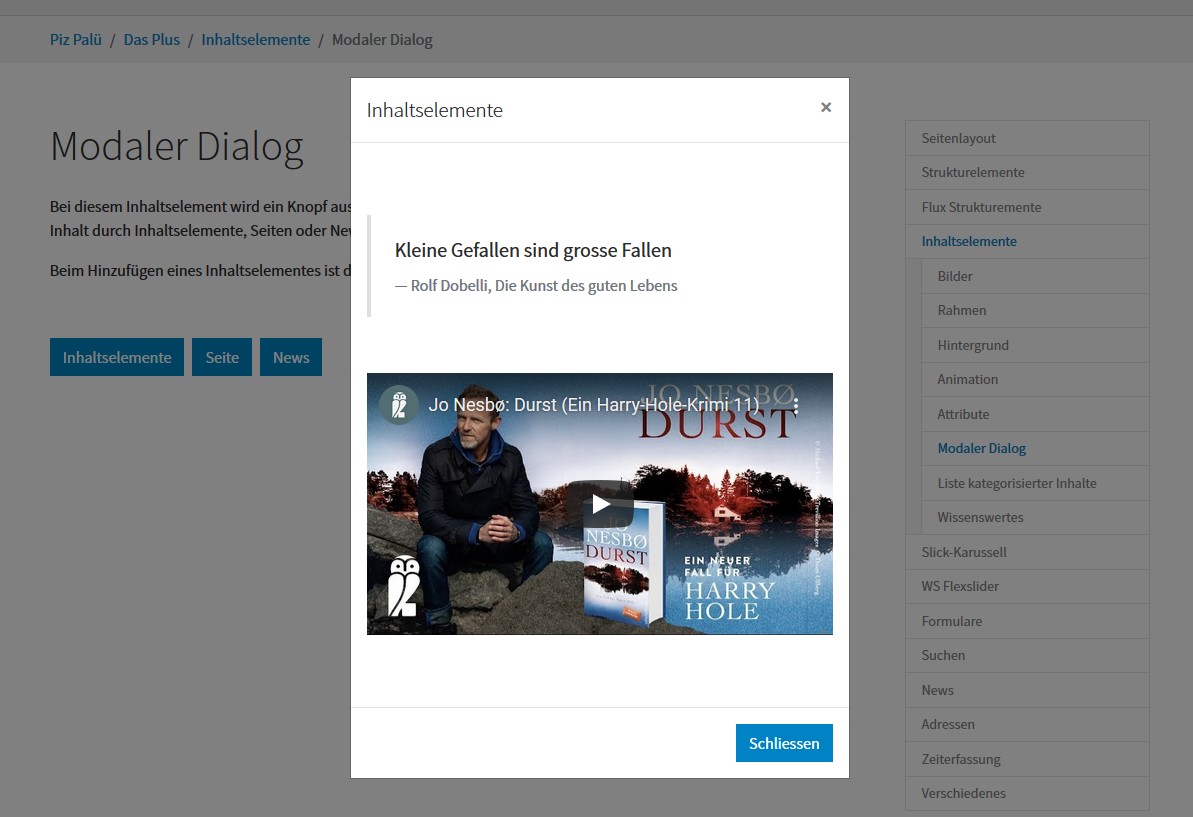 Piz Palü / Das Plus / Inhaltselemente / Modaler Dialog
Modaler Dialog
Bei diesem Inhaltselement wird ein Knopf aus
Inhalt durch Inhaltselemente, Seiten oder Nev
Beim Hinzufügen eines Inhaltselementes ist d
Inhaltselemente
Seite
News
Inhaltselemente
×
Kleine Gefallen sind grosse Fallen
— Rolf Dobelli, Die Kunst des guten Lebens
Jo Nesbø: Durst (Ein Harry-Hole-Krimi 11)
JO NESBØ
DURST
JO
NESBØ
DURST
EIN NEUER
FALL FÜR
HARRY
HOLE
Schliessen
Seitenlayout
Strukturelemente
Flux Strukturemente
Inhaltselemente
Bilder
Rahmen
Hintergrund
Animation
Attribute
Modaler Dialog
Liste kategorisierter Inhalte
Wissenswertes
Slick-Karussell
WS Flexslider
Formulare
Suchen
News
Adressen
Zeiterfassung
Verschiedenes